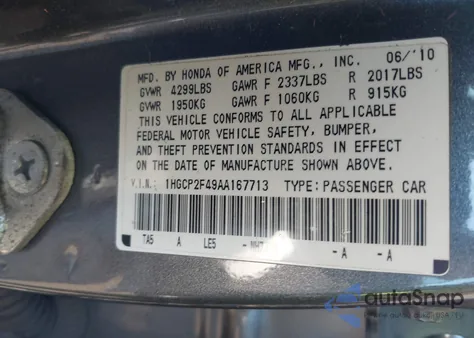 MFD. BY HONDA OF AMERICA MFG., INC. 06/'10
GVWR 4299LBS GAWR F 2337LBS R 2017LBS
GVWR 1950KG GAWR F 1060KG R 915KG
THIS VEHICLE CONFORMS TO ALL APPLICABLE
FEDERAL MOTOR VEHICLE SAFETY, BUMPER,
AND THEFT PREVENTION STANDARDS IN EFFECT
ON THE DATE OF MANUFACTURE SHOWN ABOVE.
V.I.N.: 1HGCP2F49AA167713 TYPE: PASSENGER CAR
TA5 A LE5 - -A -A
autoSnap